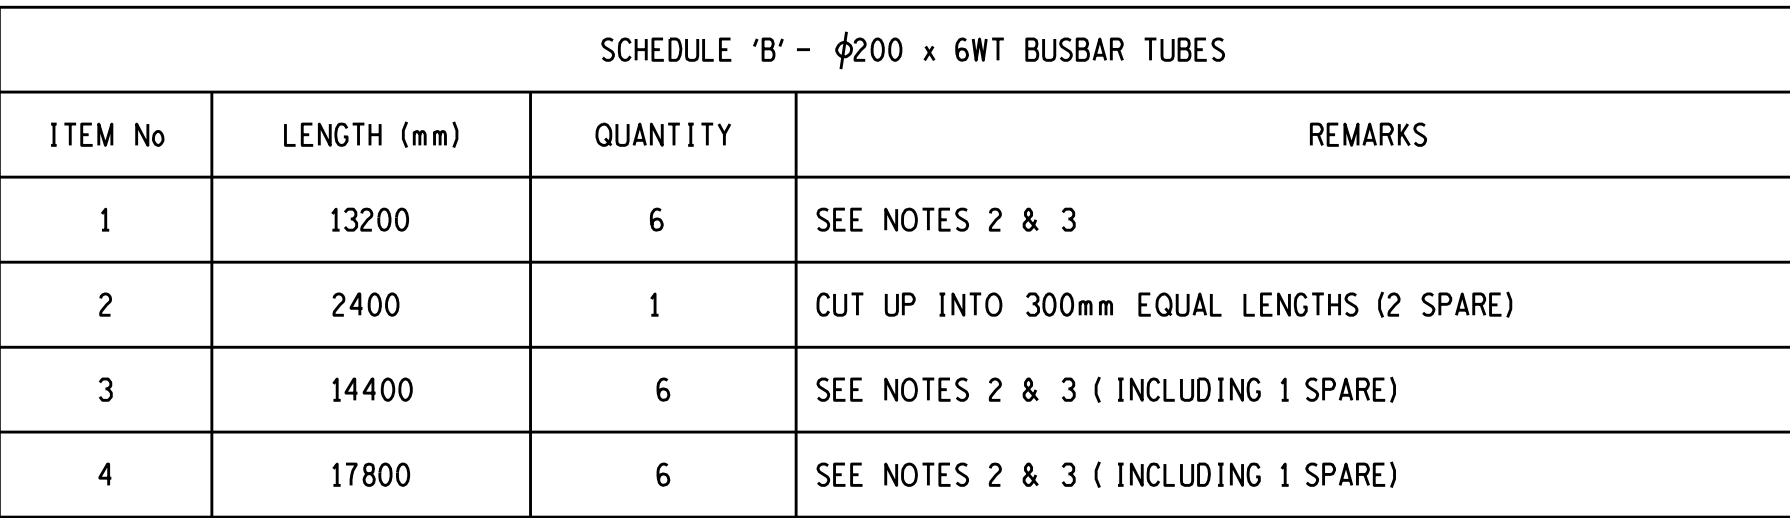 SCHEDULE 'B' - ϕ200 x 6WT BUSBAR TUBES
ITEM No LENGTH (mm) QUANTITY REMARKS
1 13200 6 SEE NOTES 2 & 3
2 2400 1 CUT UP INTO 300mm EQUAL LENGTHS (2 SPARE)
3 14400 6 SEE NOTES 2 & 3 ( INCLUDING 1 SPARE)
4 17800 6 SEE NOTES 2 & 3 ( INCLUDING 1 SPARE)